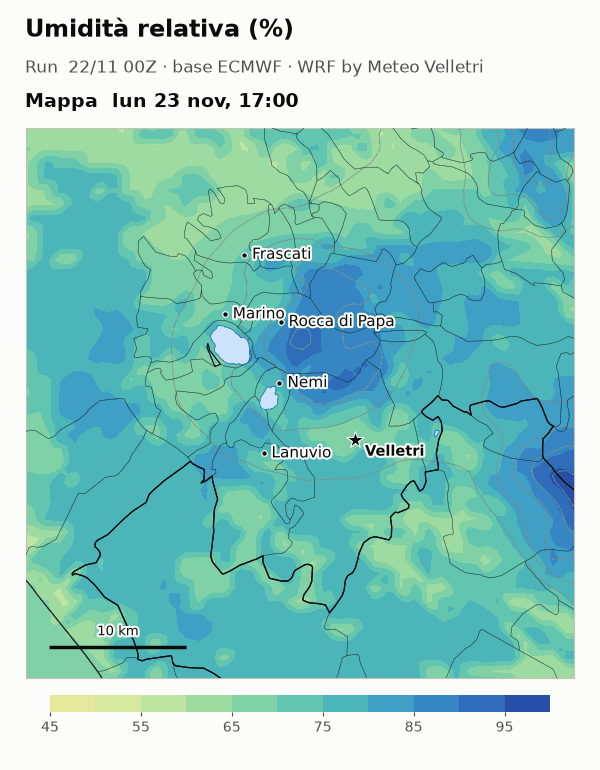 Umidità relativa (%)
Run  22/11 00Z · base ECMWF · WRF by Meteo Velletri
Mappa  lun 23 nov, 17:00
Frascati
Marino
Rocca di Papa
Nemi
Velletri
Lanuvio
10 km
45 55 65 75 85 95